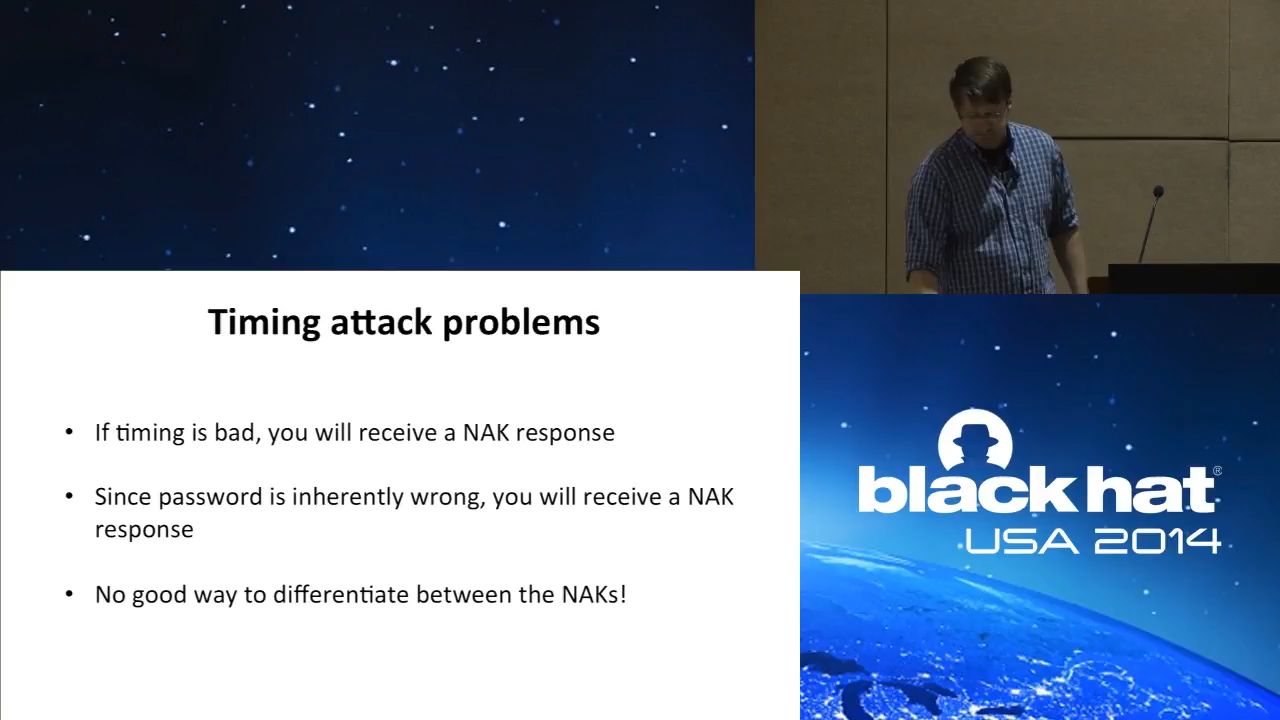 Timing attack problems
• If timing is bad, you will receive a NAK response
• Since password is inherently wrong, you will receive a NAK
response
• No good way to differentiate between the NAKs!
black hat®
USA 2014